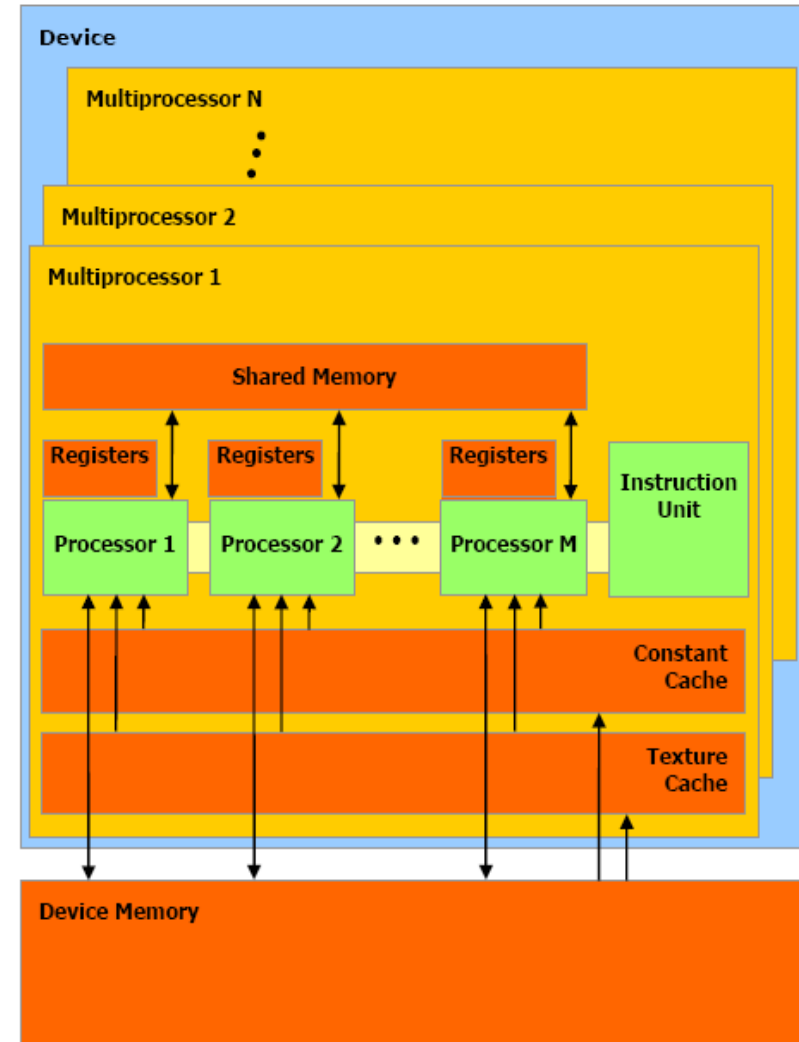 Device
Multiprocessor N
Multiprocessor 2
Multiprocessor 1
Shared Memory
Registers
Registers
Registers
Instruction
Unit
Processor 1
Processor 2
• • •
Processor M
Constant
Cache
Texture
Cache
Device Memory